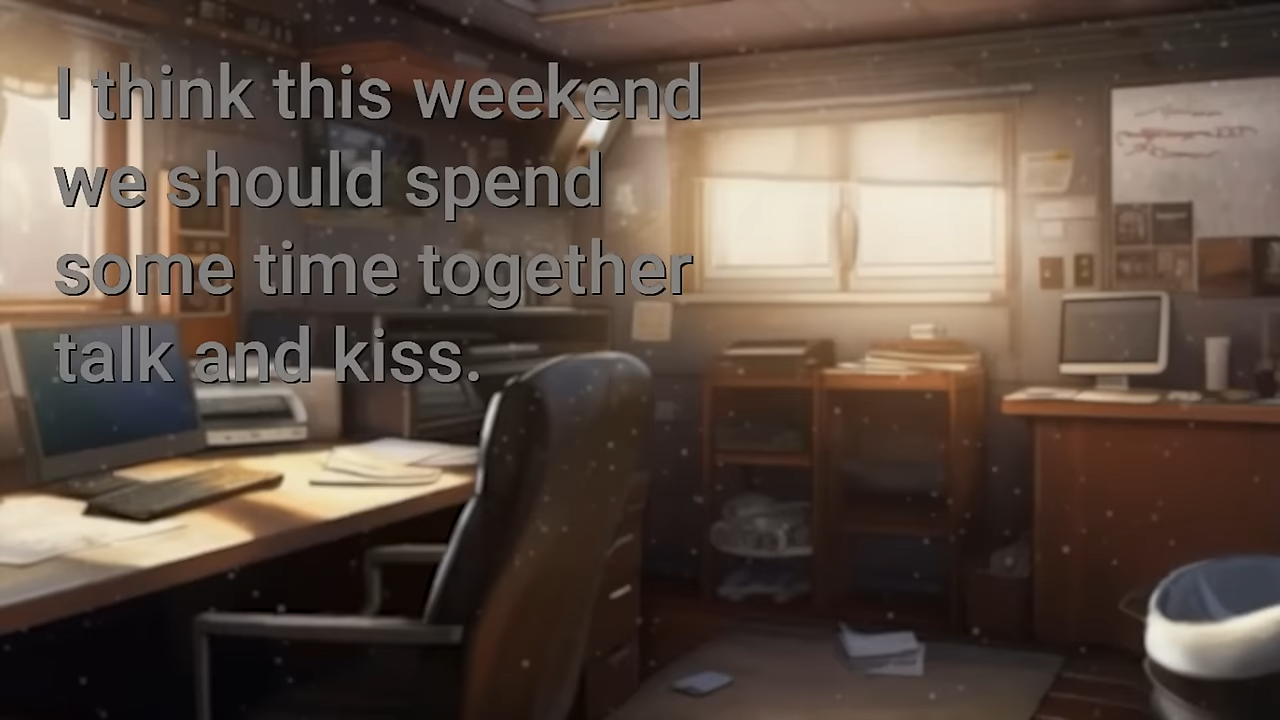 I think this weekend
we should spend
some time together
talk and kiss.